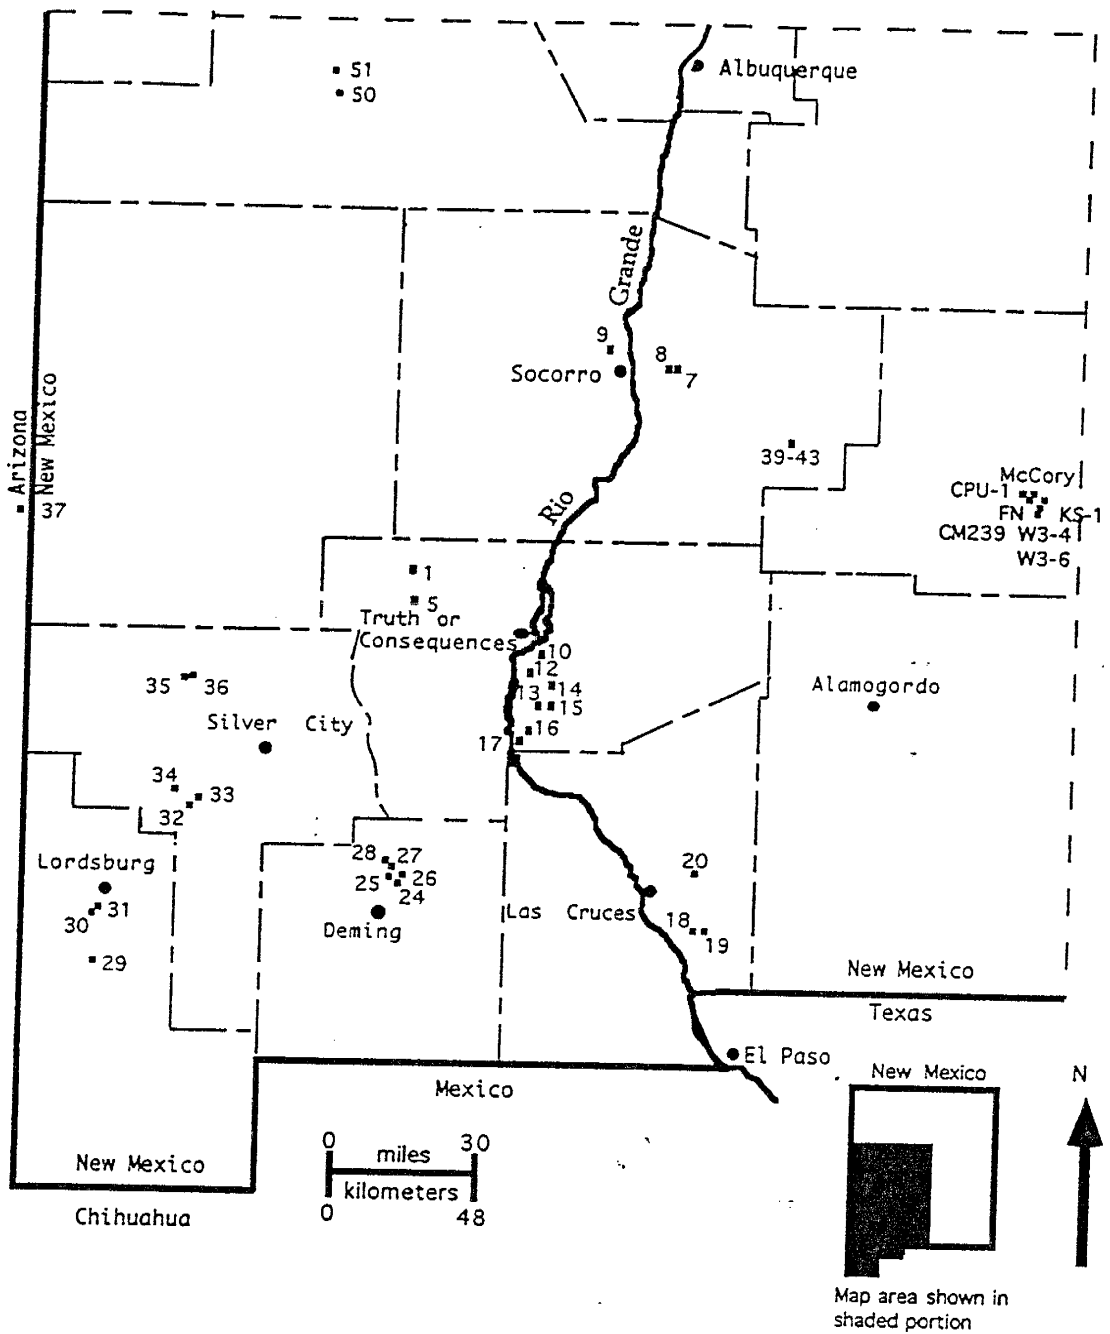 S1
S0
Albuquerque
Rio Grande
9
8
7
Socorro
Arizona
New Mexico
37
39-43
McCory
CPU-1
FN
KS-1
CM239
W3-4
W3-6
1
5
Truth or
Consequences
10
12
13
14
15
16
17
Alamogordo
35
36
Silver City
34
33
32
Lordsburg
31
30
29
28
27
25
26
24
Deming
20
Las Cruces
18
19
New Mexico
Texas
El Paso
Mexico
New Mexico
Chihuahua
0
30
miles
kilometers
0
48
New Mexico
N
Map area shown in
shaded portion